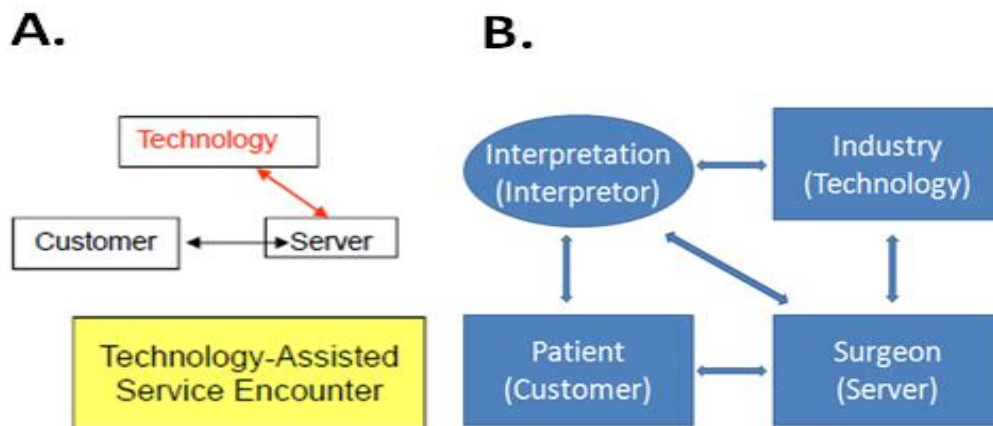 A.
Technology
Customer
Server
Technology-Assisted
Service Encounter
B.
Interpretation
(Interpretor)
Industry
(Technology)
Patient
(Customer)
Surgeon
(Server)